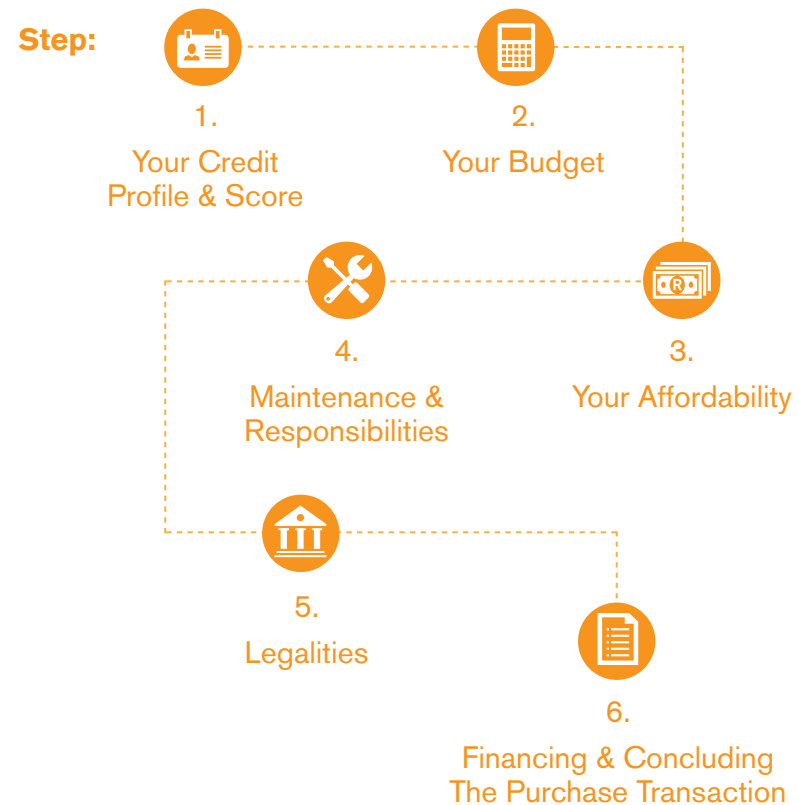 Step:
1.
Your Credit
Profile & Score
2.
Your Budget
R
3.
Your Affordability
4.
Maintenance &
Responsibilities
5.
Legalities
6.
Financing & Concluding
The Purchase Transaction